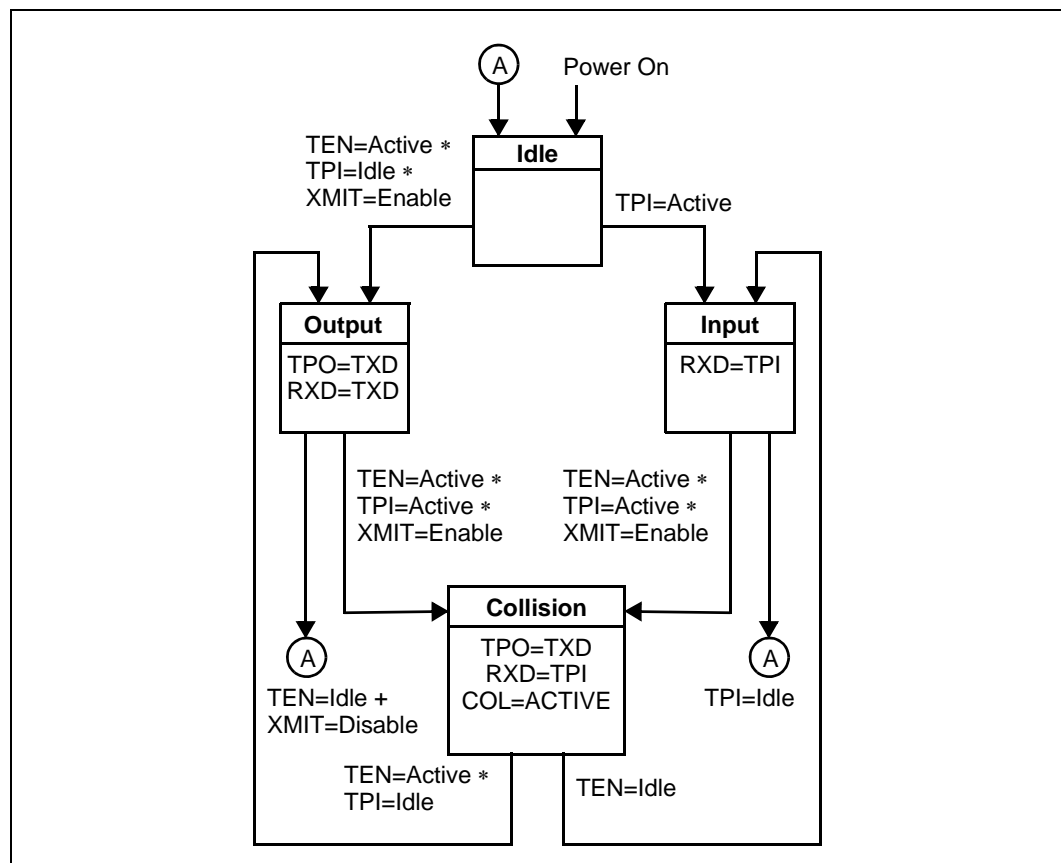 A
Power On
TEN=Active *
TPI=Idle *
XMIT=Enable
Idle
TPI=Active
Output
TPO=TXD
RXD=TXD
Input
RXD=TPI
TEN=Active *
TPI=Active *
XMIT=Enable
TEN=Active *
TPI=Active *
XMIT=Enable
Collision
TPO=TXD
RXD=TPI
COL=ACTIVE
A
TEN=Idle +
XMIT=Disable
A
TPI=Idle
TEN=Active *
TPI=Idle
TEN=Idle